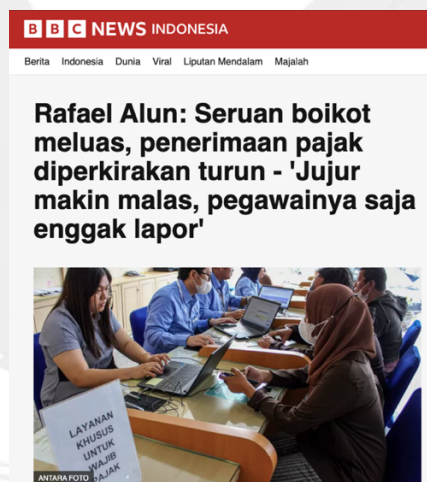 BBC NEWS INDONESIA
Berita Indonesia Dunia Viral Liputan Mendalam Majalah
Rafael Alun: Seruan boikot
meluas, penerimaan pajak
diperkirakan turun - 'Jujur
makin malas, pegawainya saja
enggak lapor'
LAYANAN
KHUSUS
UNTUK
WAJIB
PAJAK
ANTARA FOTO